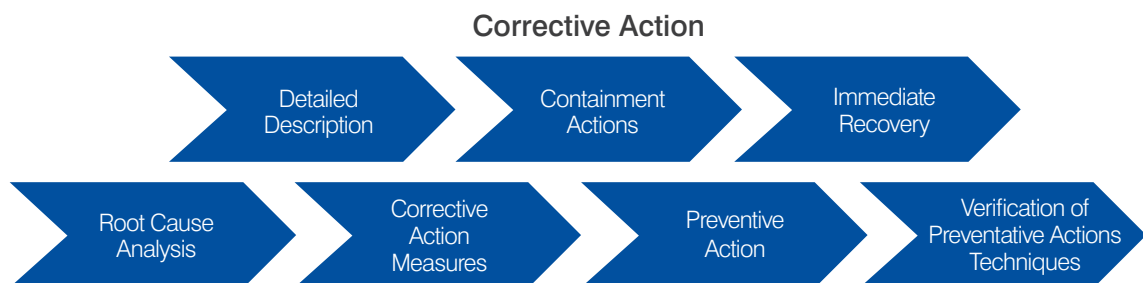 Corrective Action
Detailed
Description
Containment
Actions
Immediate
Recovery
Root Cause
Analysis
Corrective
Action
Measures
Preventive
Action
Verification of
Preventative Actions
Techniques